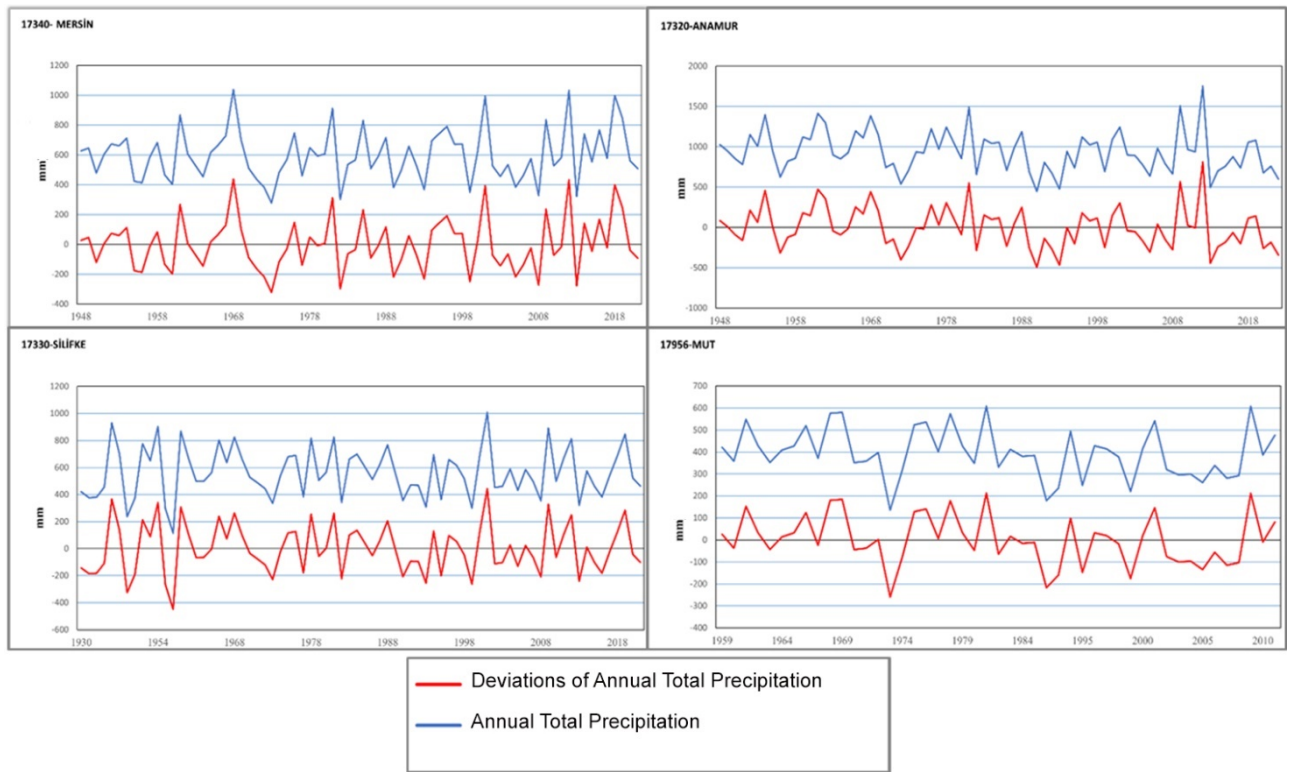 17340- MERSİN
1200
1000
800
600
400
200
0
-200
-400
mm
1948 1958 1968 1978 1988 1998 2008 2018
17320-ANAMUR
2000
1500
1000
500
0
-500
-1000
mm
1948 1958 1968 1978 1988 1998 2008 2018
17330-SİLİFKE
1200
1000
800
600
400
200
0
-200
-400
-600
mm
1930 1954 1968 1978 1988 1998 2008 2018
17956-MUT
700
600
500
400
300
200
100
0
-100
-200
-300
-400
mm
1959 1964 1969 1974 1979 1984 1995 2000 2005 2010
Deviations of Annual Total Precipitation
Annual Total Precipitation